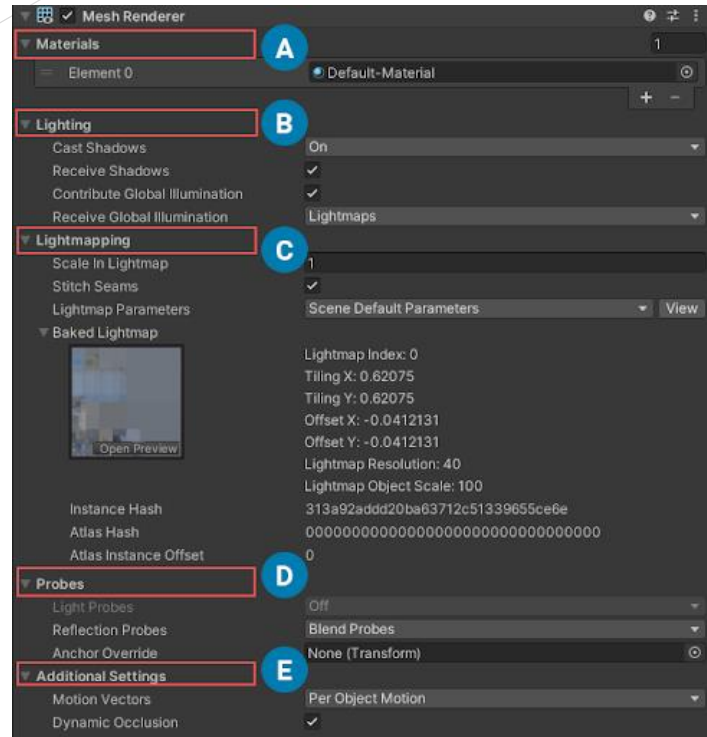 Mesh Renderer
Materials A 1
Element 0 Default-Material
+ -
Lighting B
Cast Shadows On
Receive Shadows
Contribute Global Illumination
Receive Global Illumination Lightmaps
Lightmapping C
Scale In Lightmap 1
Stitch Seams
Lightmap Parameters Scene Default Parameters View
Baked Lightmap
Lightmap Index: 0
Tiling X: 0.62075
Tiling Y: 0.62075
Offset X: -0.0412131
Offset Y: -0.0412131
Open Preview
Lightmap Resolution: 40
Lightmap Object Scale: 100
Instance Hash 313a92addd20ba63712c51339655ce6e
Atlas Hash 00000000000000000000000000000000
Atlas Instance Offset 0
Probes D
Light Probes Off
Reflection Probes Blend Probes
Anchor Override None (Transform)
Additional Settings E
Motion Vectors Per Object Motion
Dynamic Occlusion